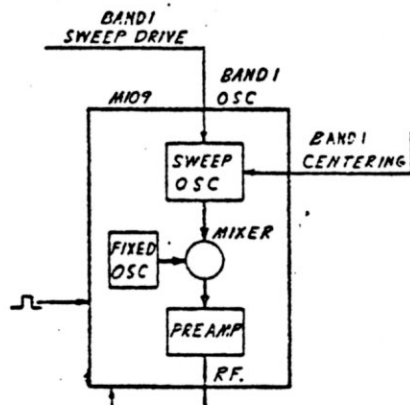 BAND 1
SWEEP DRIVE
M109
BAND 1
OSC
SWEEP
OSC
BAND 1
CENTERING
MIXER
FIXED
OSC
PREAMP
RF.